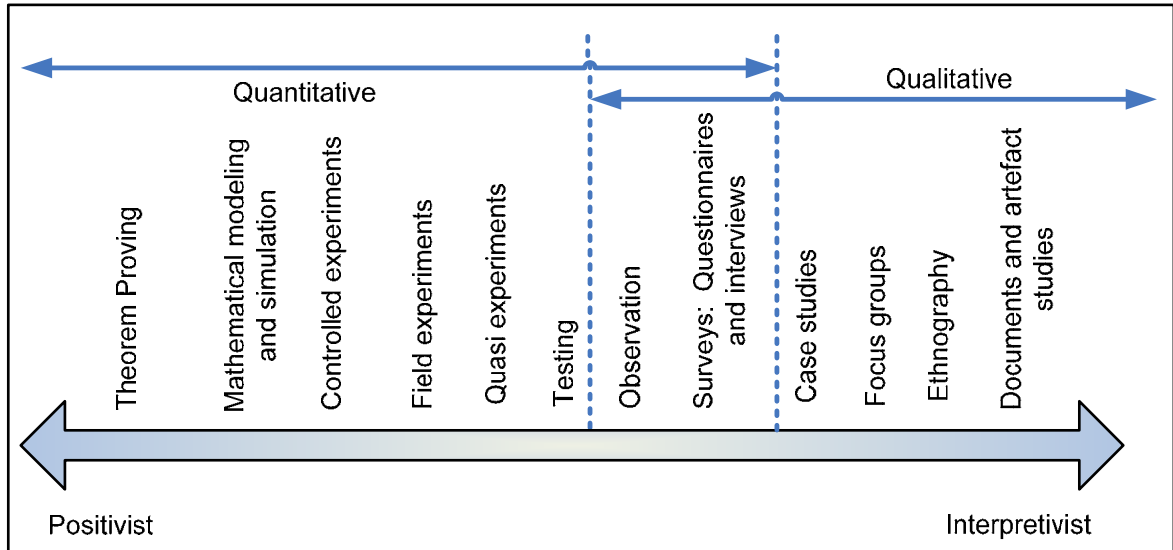 Quantitative
Qualitative
Theorem Proving
Mathematical modeling
and simulation
Controlled experiments
Field experiments
Quasi experiments
Testing
Observation
Surveys: Questionnaires
and interviews
Case studies
Focus groups
Ethnography
Documents and artefact
studies
Positivist
Interpretivist